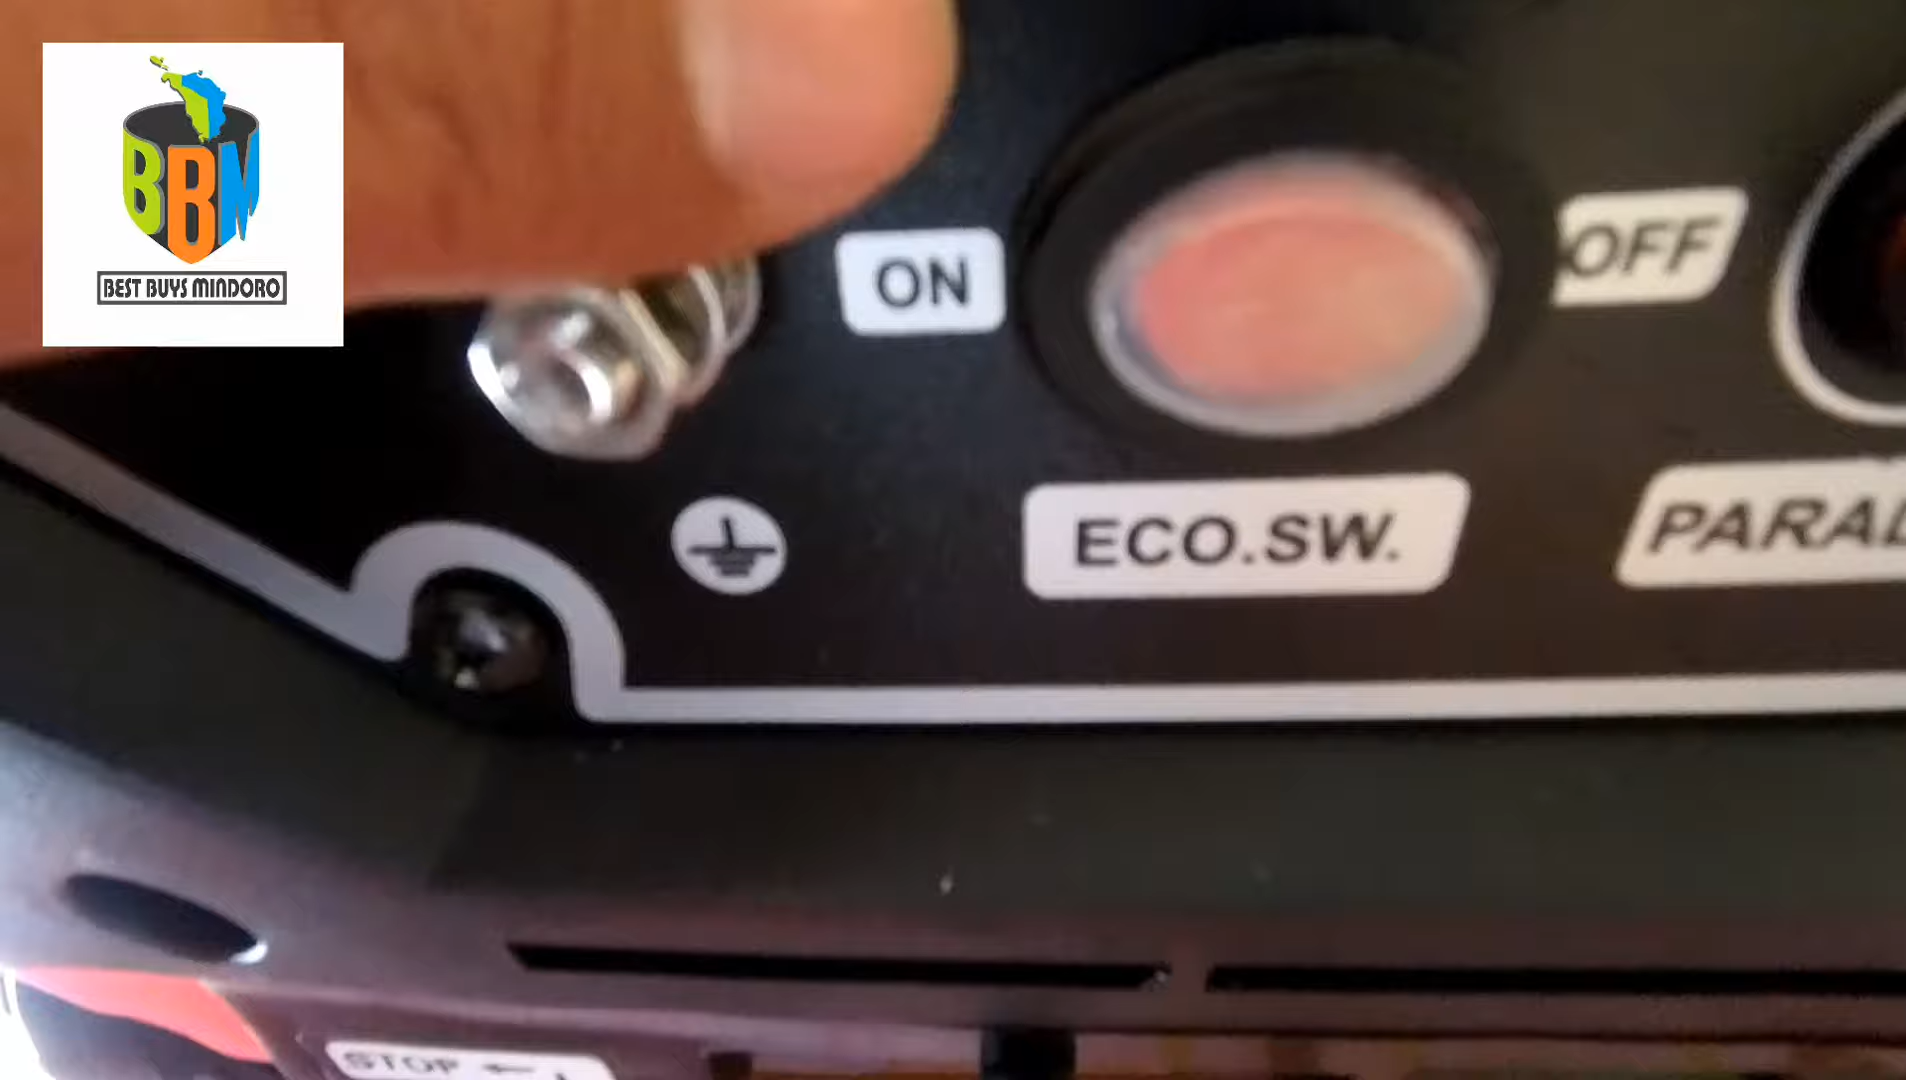 BBM
BEST BUYS MINDORO
ON
OFF
ECO.SW.
STOP